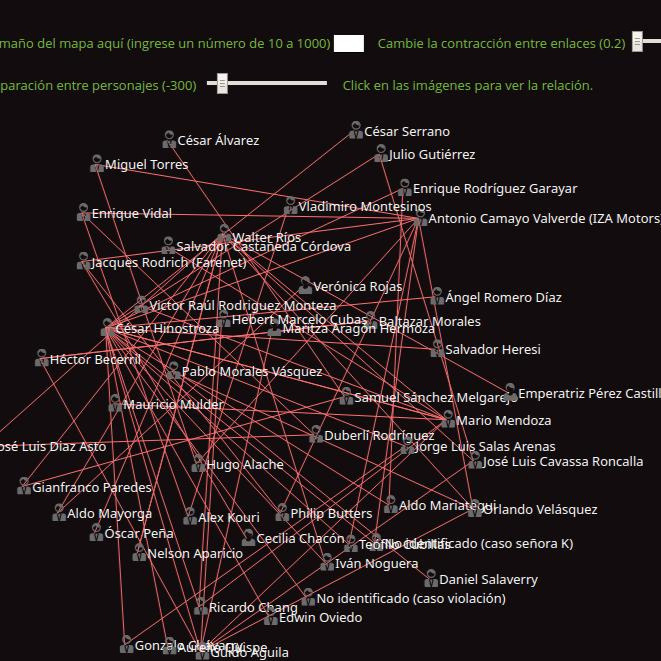 maño del mapa aquí (ingrese un número de 10 a 1000)
Cambie la contracción entre enlaces (0.2)
paración entre personajes (-300)
Click en las imágenes para ver la relación.
César Serrano
César Álvarez
Julio Gutiérrez
Miguel Torres
Enrique Rodríguez Garayar
Vladimiro Montesinos
Enrique Vidal
Antonio Camayo Valverde (IZA Motors)
Walter Ríos
Salvador Castañeda Córdova
Jacques Rodrich (Farenet)
Verónica Rojas
Ángel Romero Díaz
Víctor Raúl Rodríguez Monteza
Hebert Marcelo Cubas
Baltazar Morales
César Hinostroza
Maritza Aragón Hermoza
Salvador Heresi
Héctor Becerril
Pablo Morales Vásquez
Emperatriz Pérez Castill
Samuel Sánchez Melgarejo
Mauricio Mulder
Mario Mendoza
Duberlí Rodríguez
osé Luis Díaz Asto
Jorge Luis Salas Arenas
José Luis Cavassa Roncalla
Hugo Alache
Gianfranco Paredes
Aldo Mariátegui
Orlando Velásquez
Aldo Mayorga
Philip Butters
Alex Kouri
Óscar Peña
Cecilia Chacón
No identificado (caso señora K)
Nelson Aparicio
Iván Noguera
Daniel Salaverry
No identificado (caso violación)
Ricardo Chang
Edwin Oviedo
Gonzalo
Quispe
Guido Aguila